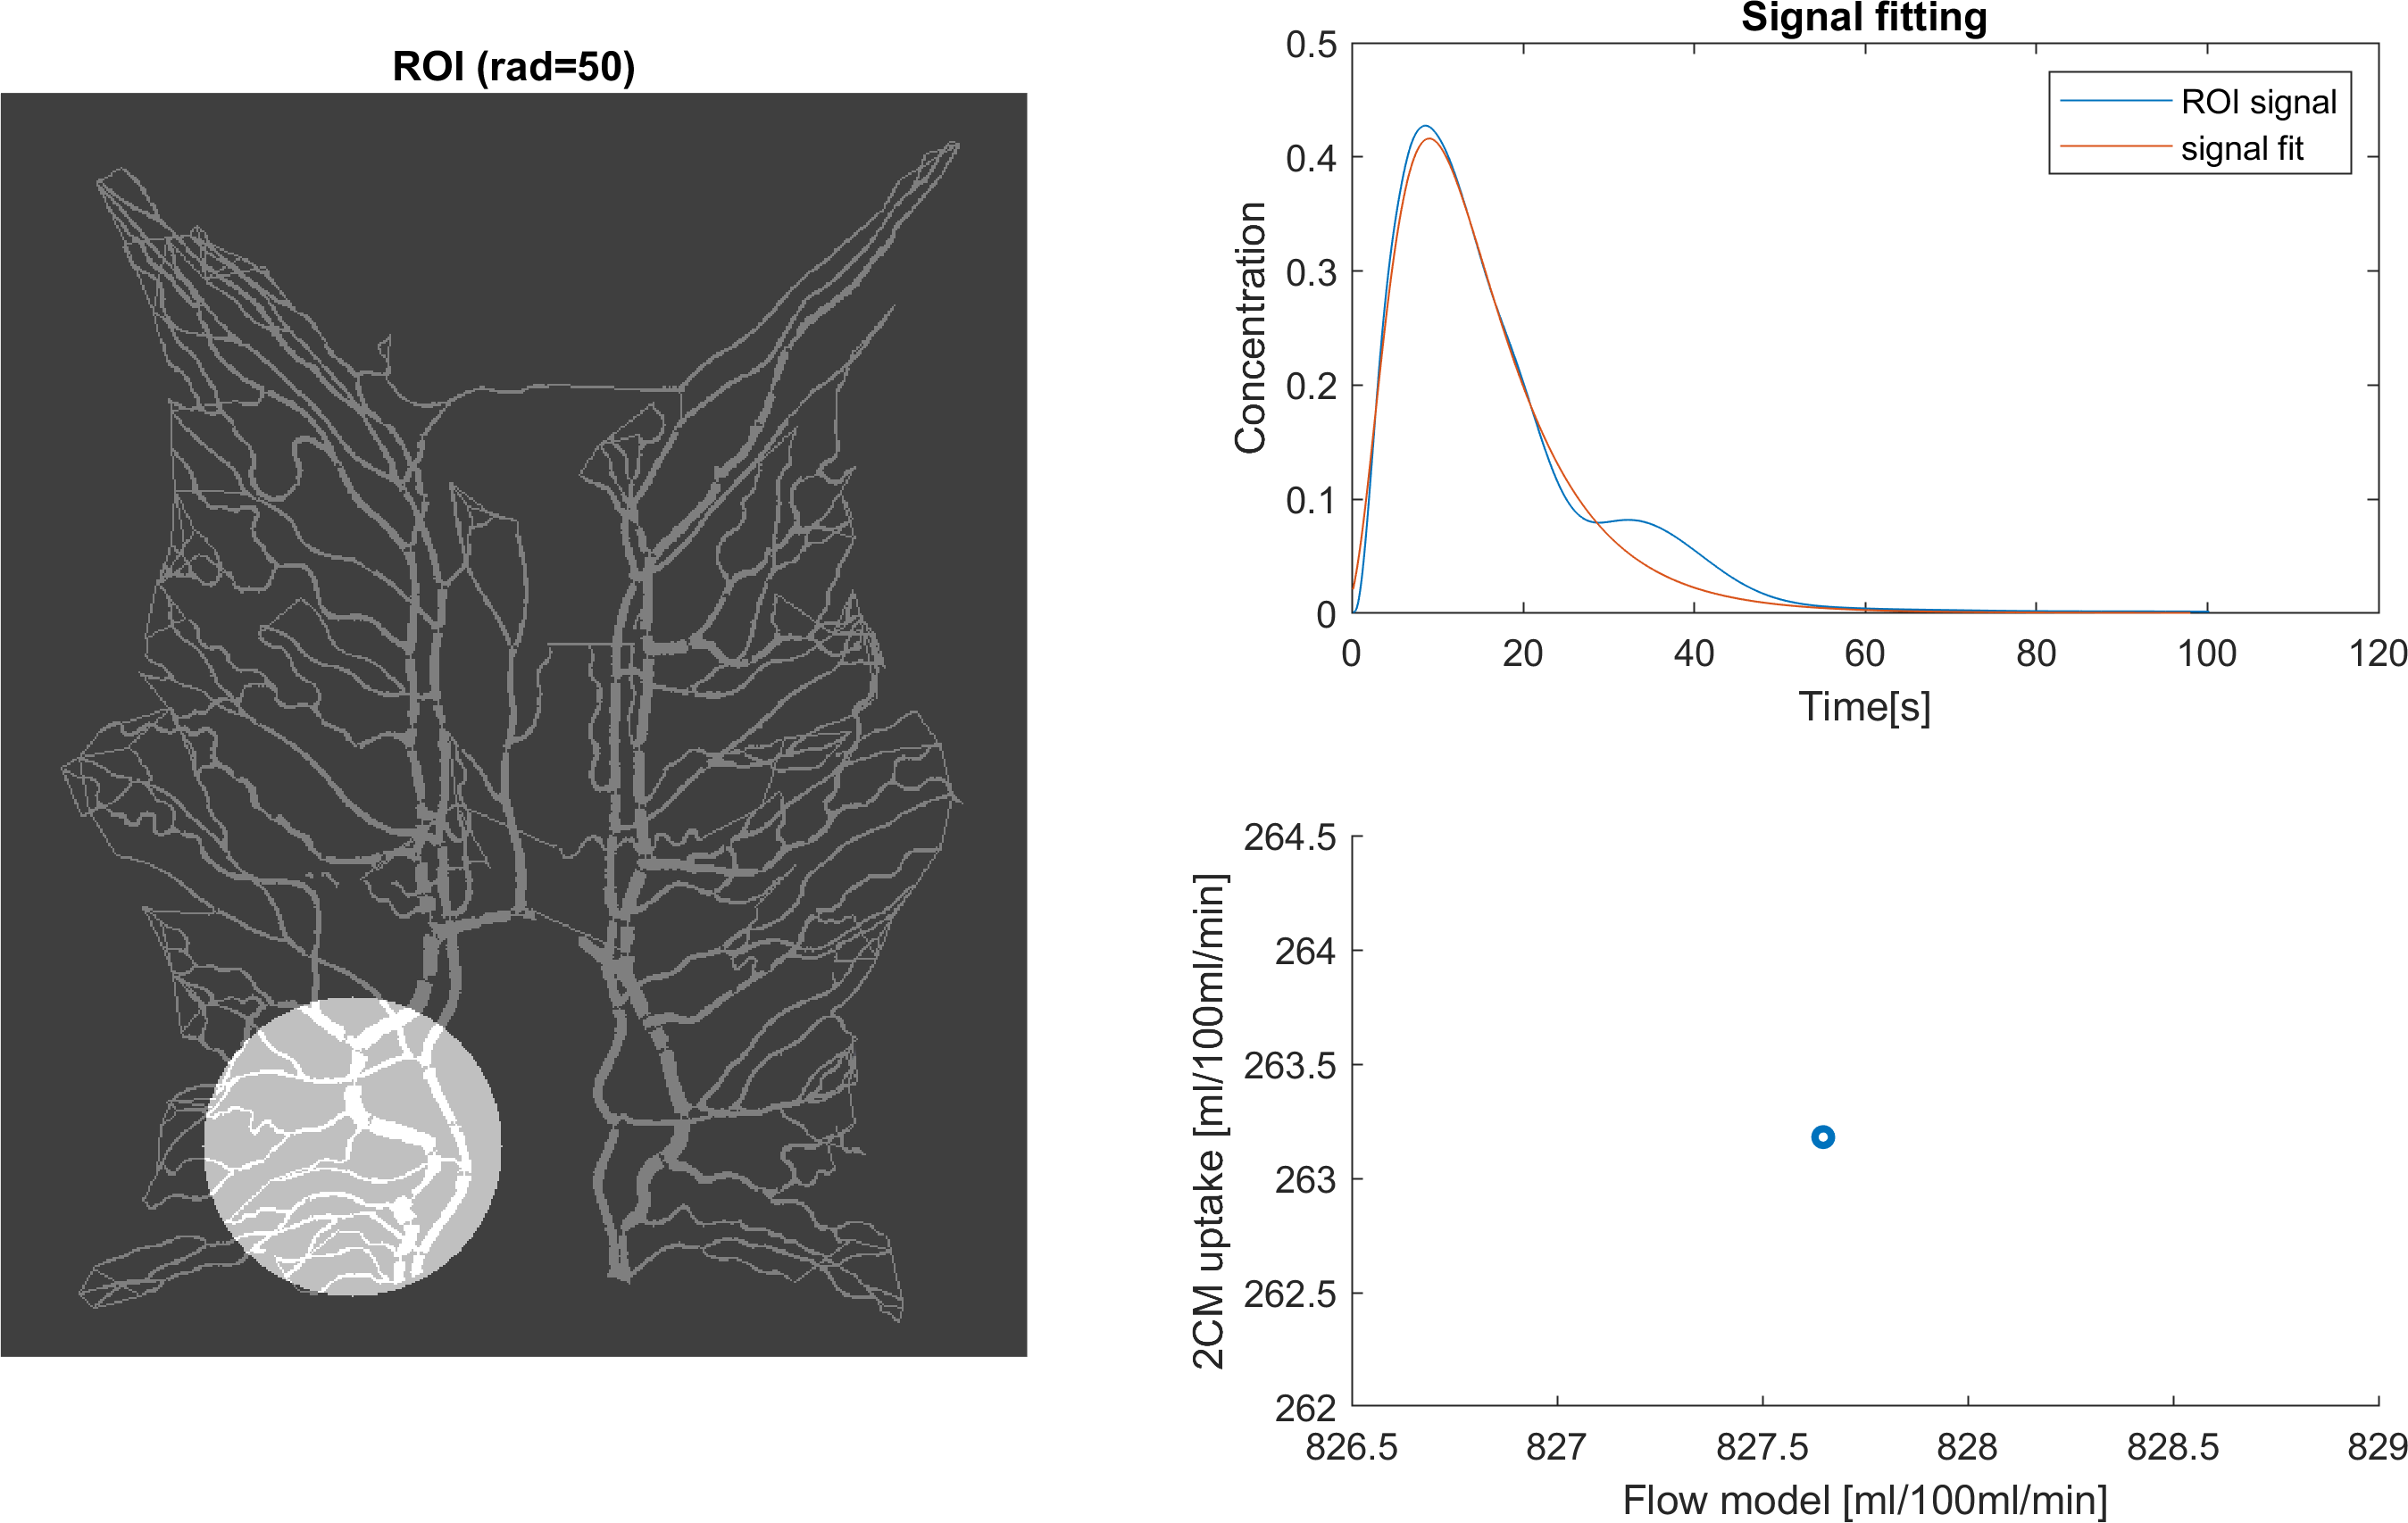 ROI (rad=50)
Signal fitting
0.5
0.4
0.3
0.2
0.1
0
Concentration
ROI signal
signal fit
0 20 40 60 80 100 120
Time[s]
264.5
264
263.5
263
262.5
262
2CM uptake [ml/100ml/min]
826.5 827 827.5 828 828.5 829
Flow model [ml/100ml/min]